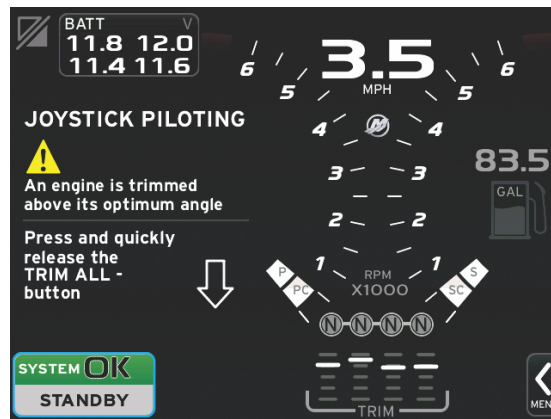 BATT V
11.8 12.0
11.4 11.6
3.5
MPH
6 6
5 5
4 4
3 3
2 2
1 1
RPM
X1000
JOYSTICK PILOTING
!
An engine is trimmed
above its optimum angle
Press and quickly
release the
TRIM ALL -
button
83.5
GAL
P S
PC SC
N N N N
TRIM
SYSTEM OK
STANDBY
MEN